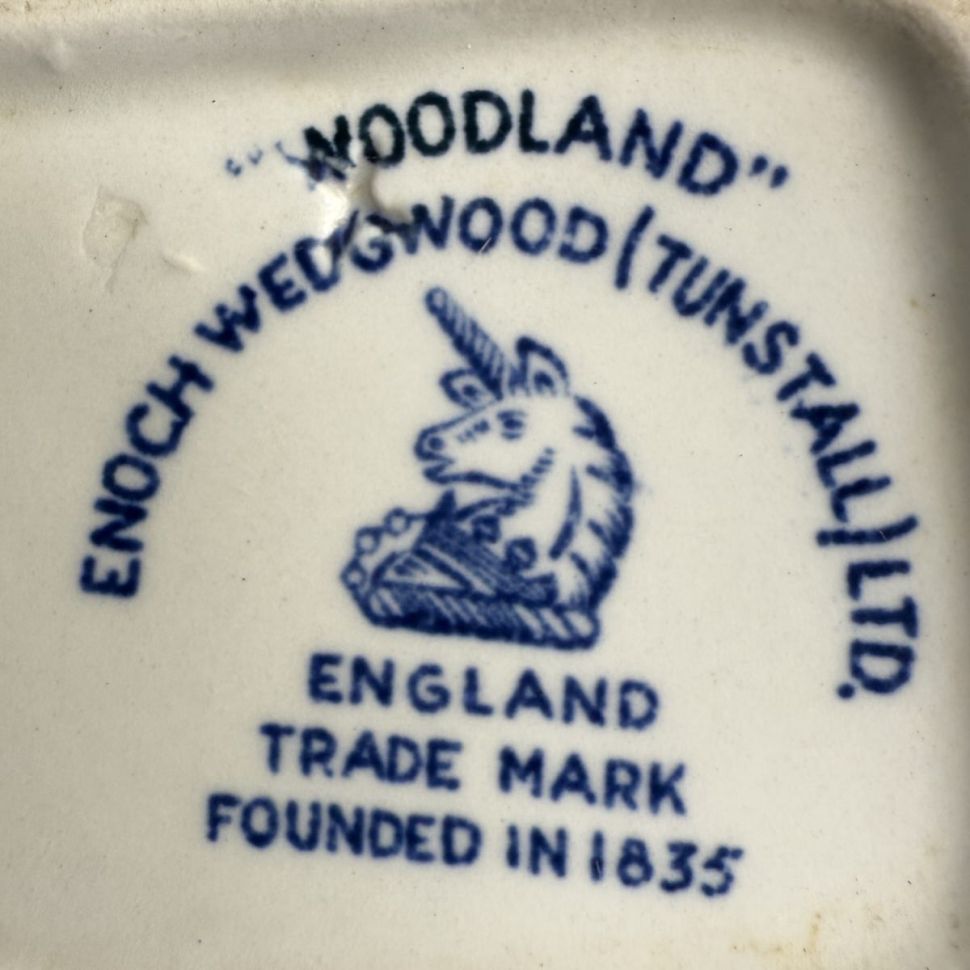 "WOODLAND"
ENOCH WEDGWOOD (TUNSTALL) LTD.
ENGLAND
TRADE MARK
FOUNDED IN 1835